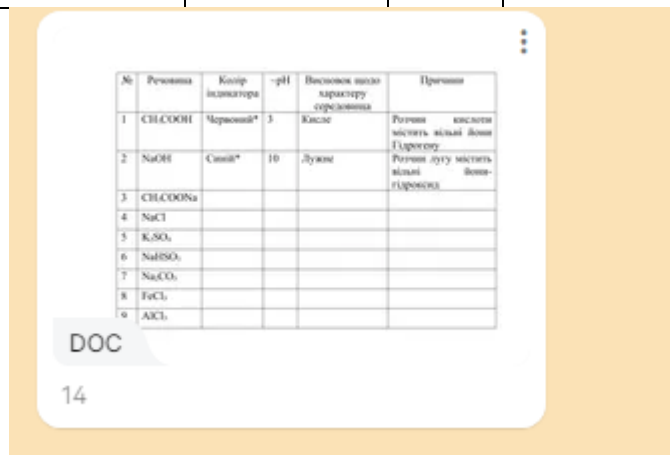 № Речовина Колір індикатора ~pH Висновок щодо характеру середовища Причини
1 CH₃COOH Червоний* 3 Кисле Розчин кислоти містить вільні йони Гідрогену
2 NaOH Синій* 10 Лужне Розчин лугу містить вільні йони-гідроксид
3 CH₃COONa
4 NaCl
5 K₂SO₄
6 NaHSO₄
7 Na₂CO₃
8 FeCl₃
9 AlCl₃
DOC
14